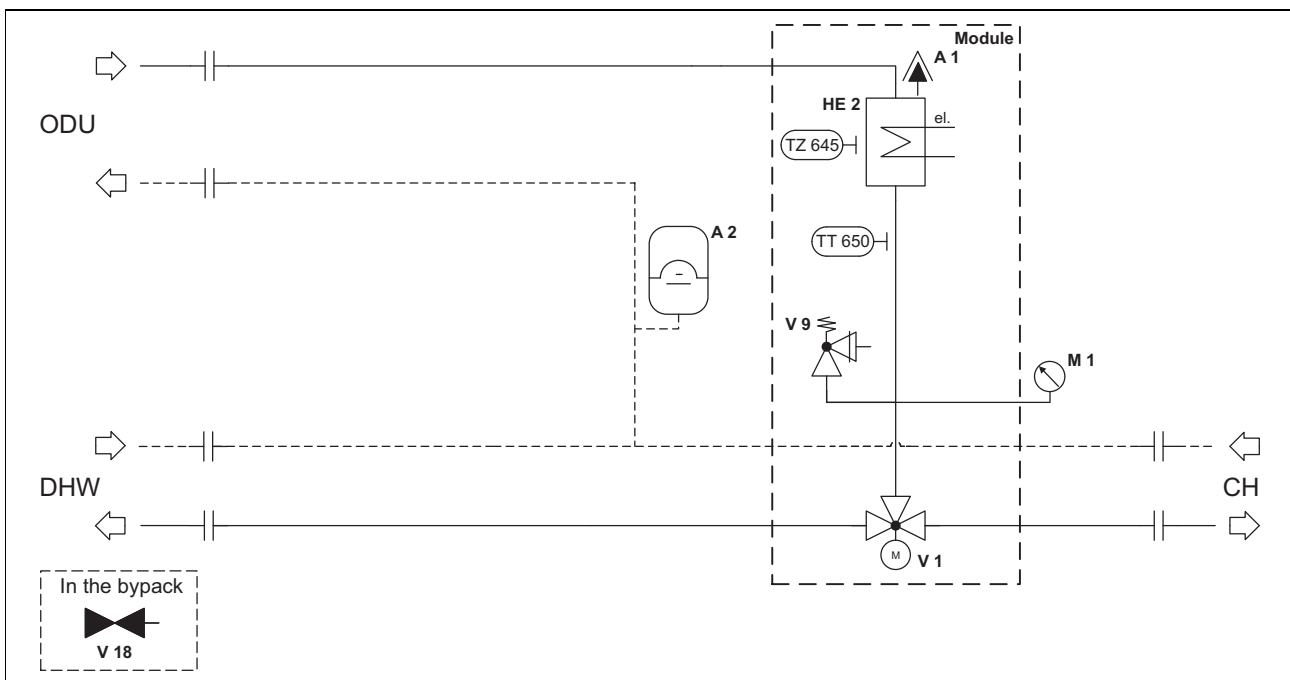 Module
A 1
ODU
HE 2
el.
TZ 645
A 2
TT 650
V 9
M 1
DHW
CH
M
V 1
In the bypack
V 18